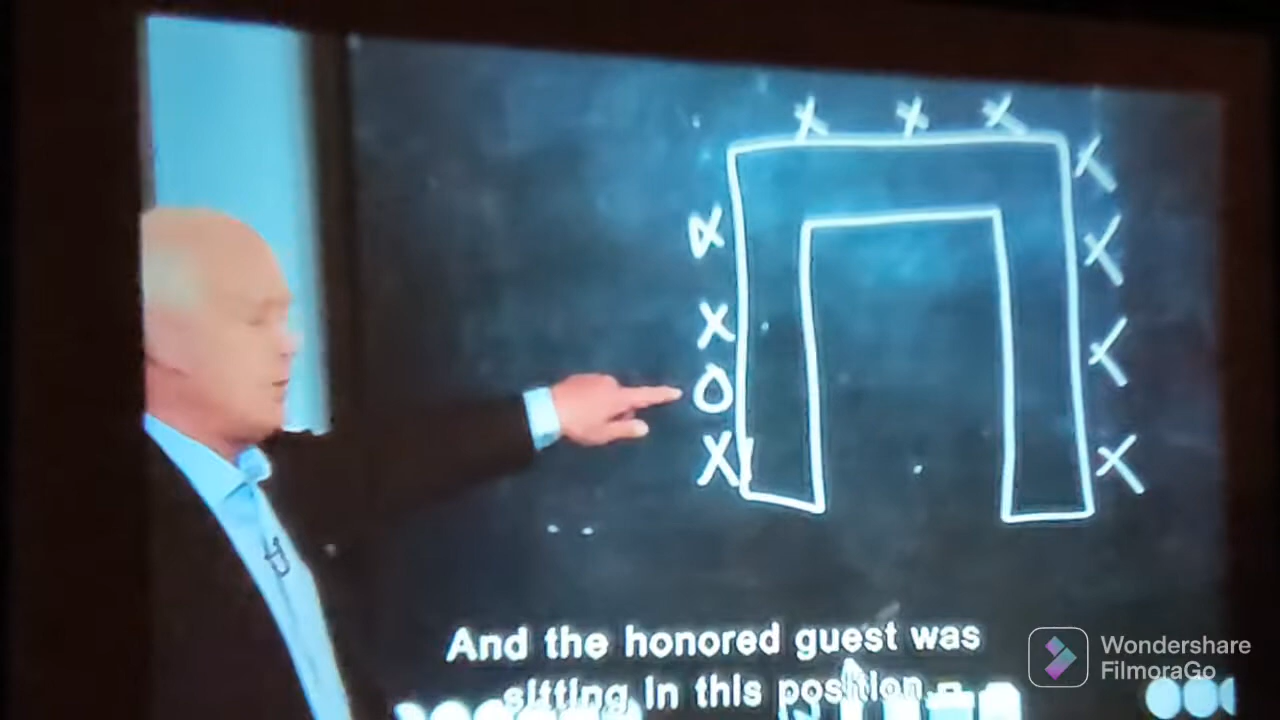 X X X
X
X
X
X
X
O
X
X
And the honored guest was
sitting in this position.
Wondershare
FilmoraGo